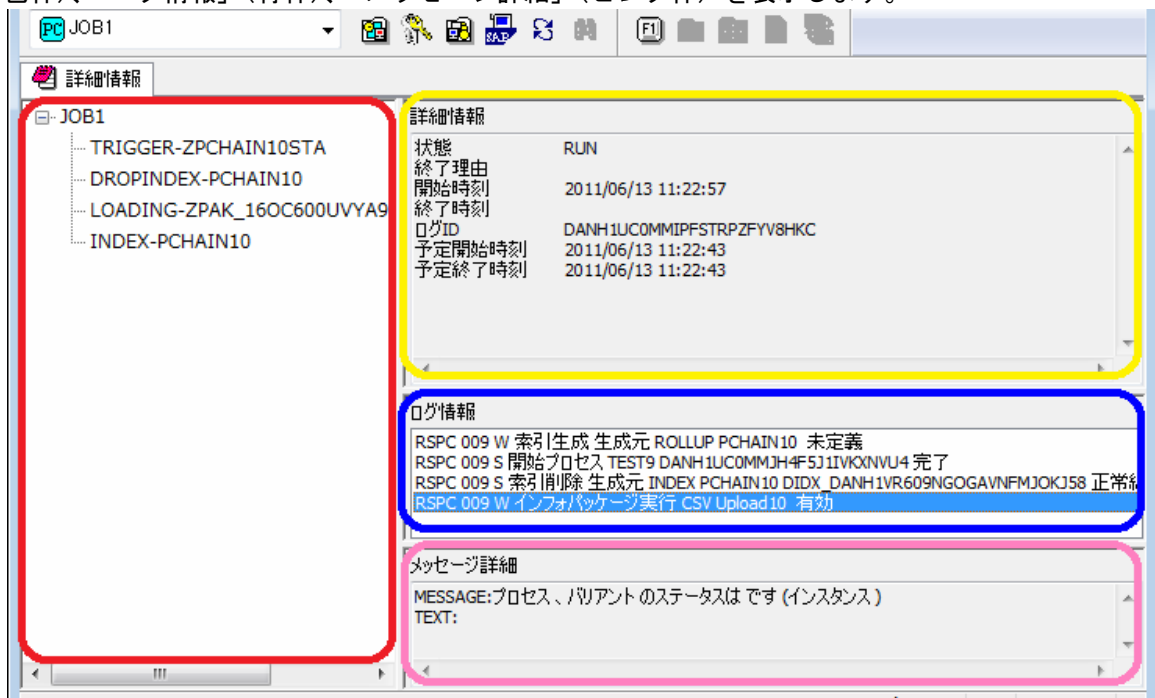 JOB1
詳細情報
JOB1
TRIGGER-ZPCHAIN10STA
DROPINDEX-PCHAIN10
LOADING-ZPAK_16OC600UVYA9
INDEX-PCHAIN10
詳細情報
状態 RUN
終了理由
開始時刻 2011/06/13 11:22:57
終了時刻
ログID DANH1UC0MMIPFSTRPZFYV8HKC
予定開始時刻 2011/06/13 11:22:43
予定終了時刻 2011/06/13 11:22:43
ログ情報
RSPC 009 W 索引生成 生成元 ROLLUP PCHAIN10 未定義
RSPC 009 S 開始プロセス TEST9 DANH1UC0MMJH4F5J1IVKXNVU4 完了
RSPC 009 S 索引削除 生成元 INDEX PCHAIN10 DIDX_DANH1VR609NGOGAVNFMJOKJ58 正常
RSPC 009 W インフォパッケージ実行 CSV Upload10 有効
メッセージ詳細
MESSAGE:プロセス 、バリアント のステータスは です (インスタンス )
TEXT: